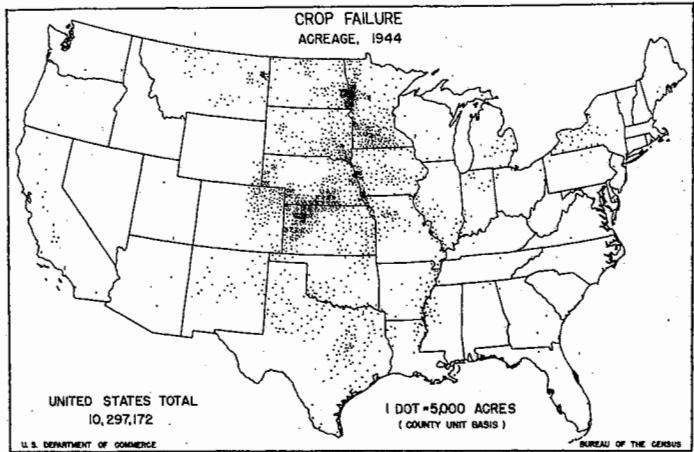 CROP FAILURE
ACREAGE, 1944
UNITED STATES TOTAL
10,297,172
1 DOT = 5,000 ACRES
( COUNTY UNIT BASIS )
U. S. DEPARTMENT OF COMMERCE
BUREAU OF THE CENSUS